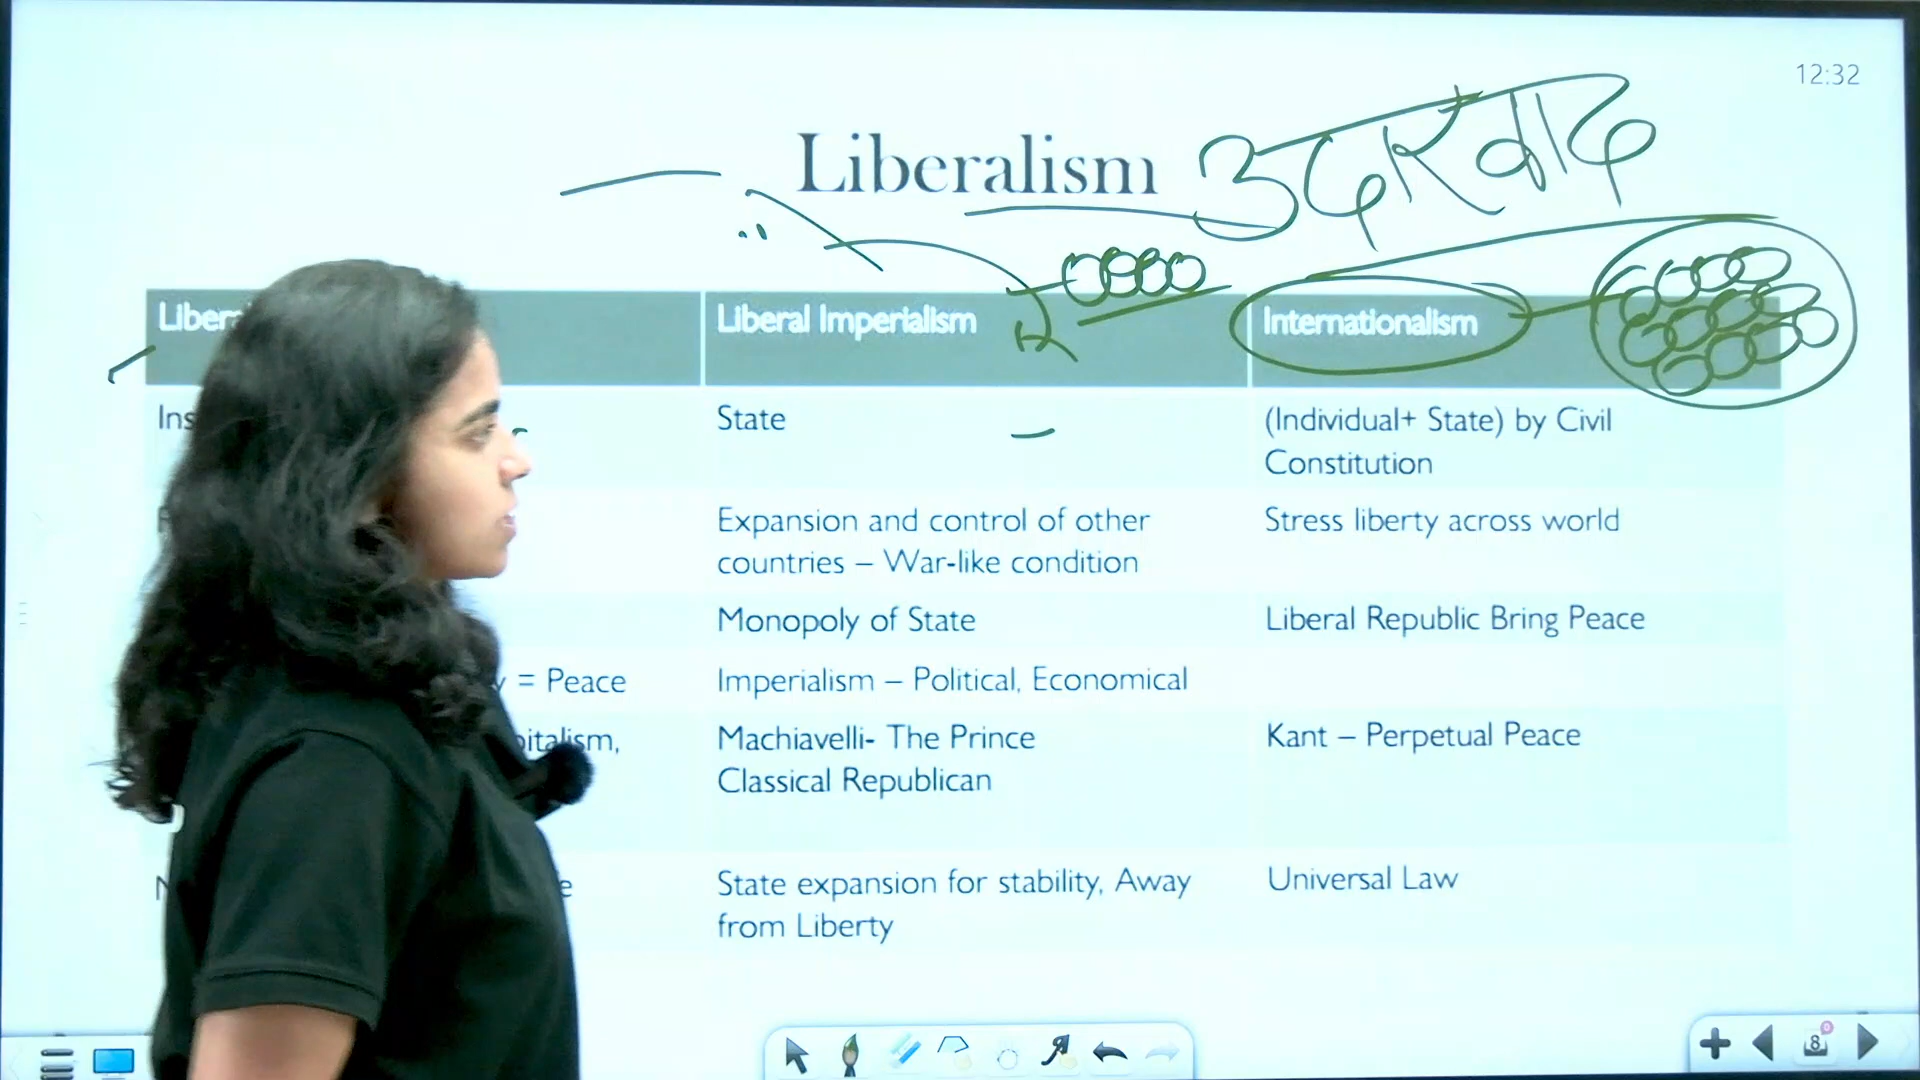 12:32
Liberalism उदारवाद
Liberal Imperialism
Internationalism
State
(Individual+ State) by Civil
Constitution
Expansion and control of other
countries – War-like condition
Stress liberty across world
Monopoly of State
Liberal Republic Bring Peace
= Peace
Imperialism – Political, Economical
Machiavelli- The Prince
Classical Republican
Kant – Perpetual Peace
State expansion for stability, Away
from Liberty
Universal Law
8
0